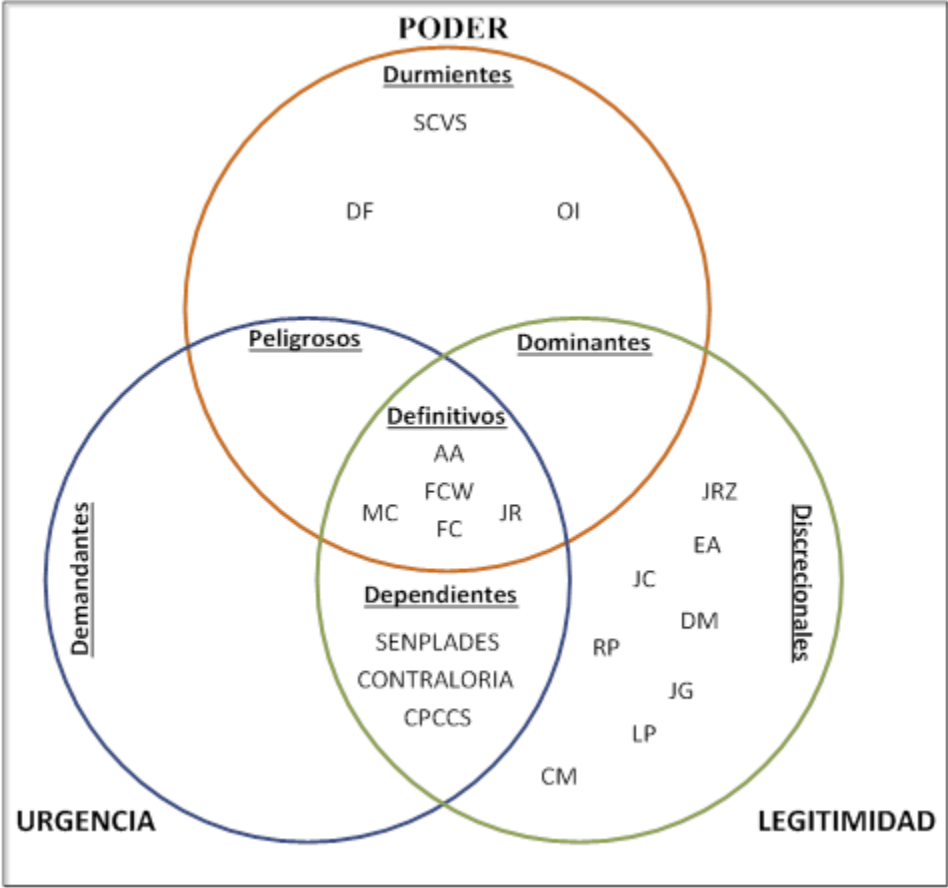 PODER
Durmientes
SCVS
DF
OI
Peligrosos
Dominantes
Definitivos
AA
FCW
MC
JR
FC
Demandantes
Dependientes
SENPLADES
CONTRALORIA
CPCCS
JRZ
EA
JC
DM
RP
JG
LP
CM
Discrecionales
URGENCIA
LEGITIMIDAD